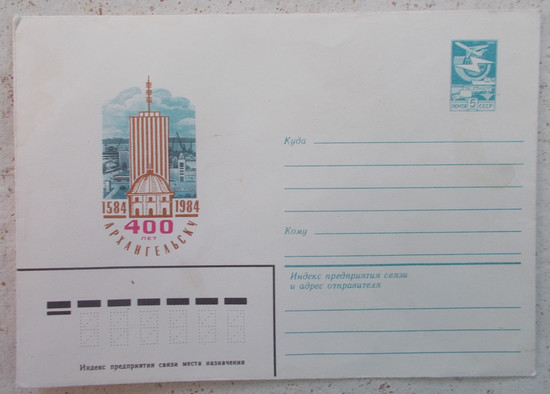 ПОЧТА 5 СССР
Куда
1584 1984
400
ЛЕТ
АРХАНГЕЛЬСКУ
Кому
Индекс предприятия связи
и адрес отправителя
Индекс предприятия связи места назначения